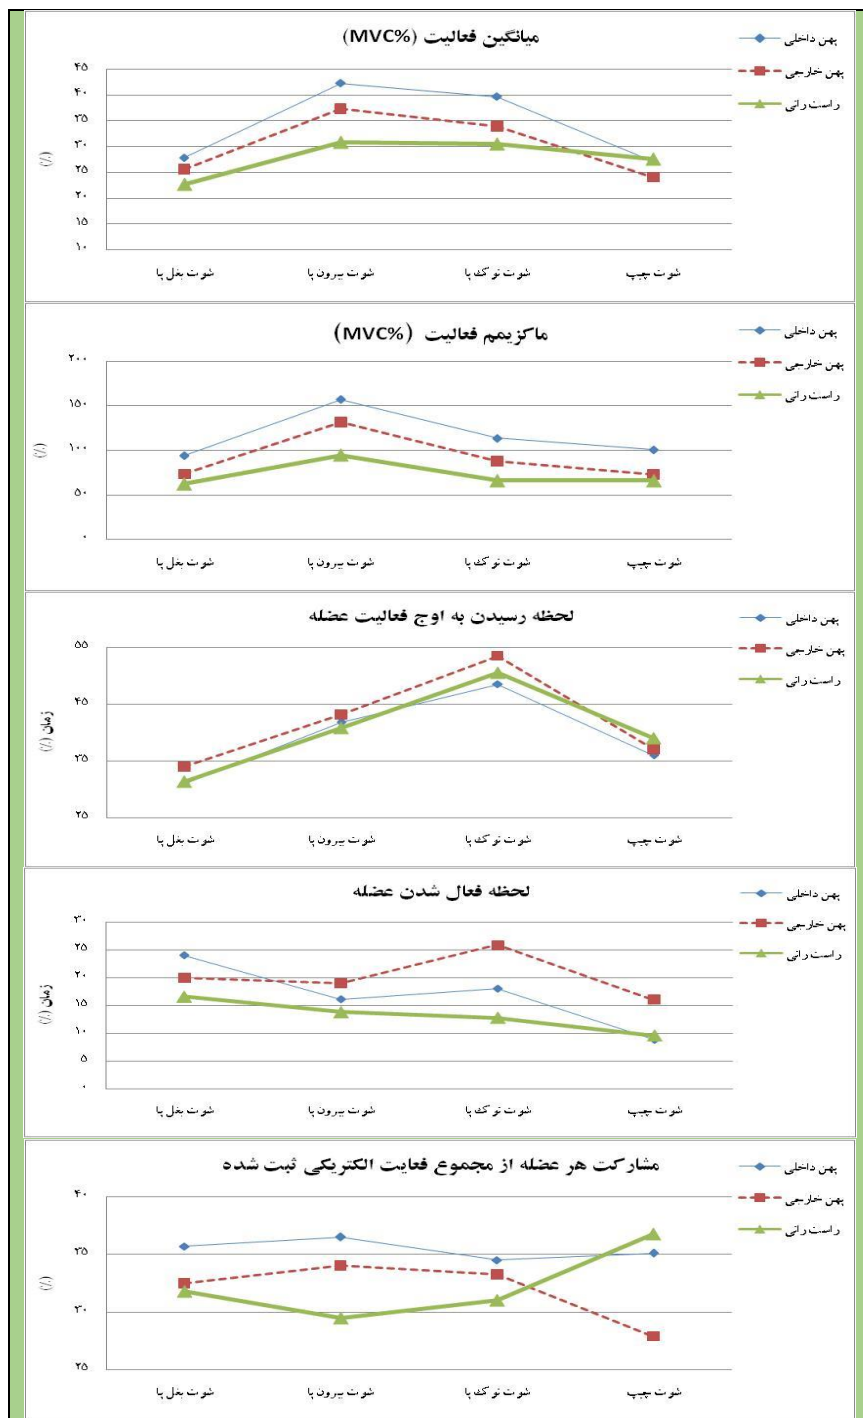 میانگین فعالیت (MVC%)
پهن داخلی
پهن خارجی
راست رانی
(٪)
۴۵
۴۰
۳۵
۳۰
۲۵
۲۰
۱۵
۱۰
شوت بغل پا
شوت بیرون پا
شوت نوک پا
شوت چیپ
ماکزیمم فعالیت (MVC%)
پهن داخلی
پهن خارجی
راست رانی
(٪)
۲۰۰
۱۵۰
۱۰۰
۵۰
۰
شوت بغل پا
شوت بیرون پا
شوت نوک پا
شوت چیپ
لحظه رسیدن به اوج فعالیت عضله
پهن داخلی
پهن خارجی
راست رانی
زمان (٪)
۵۵
۴۵
۳۵
۲۵
شوت بغل پا
شوت بیرون پا
شوت نوک پا
شوت چیپ
لحظه فعال شدن عضله
پهن داخلی
پهن خارجی
راست رانی
زمان (٪)
۳۰
۲۵
۲۰
۱۵
۱۰
۵
۰
شوت بغل پا
شوت بیرون پا
شوت نوک پا
شوت چیپ
مشارکت هر عضله از مجموع فعایت الکتریکی ثبت شده
پهن داخلی
پهن خارجی
راست رانی
(٪)
۴۰
۳۵
۳۰
۲۵
شوت بغل پا
شوت بیرون پا
شوت نوک پا
شوت چیپ